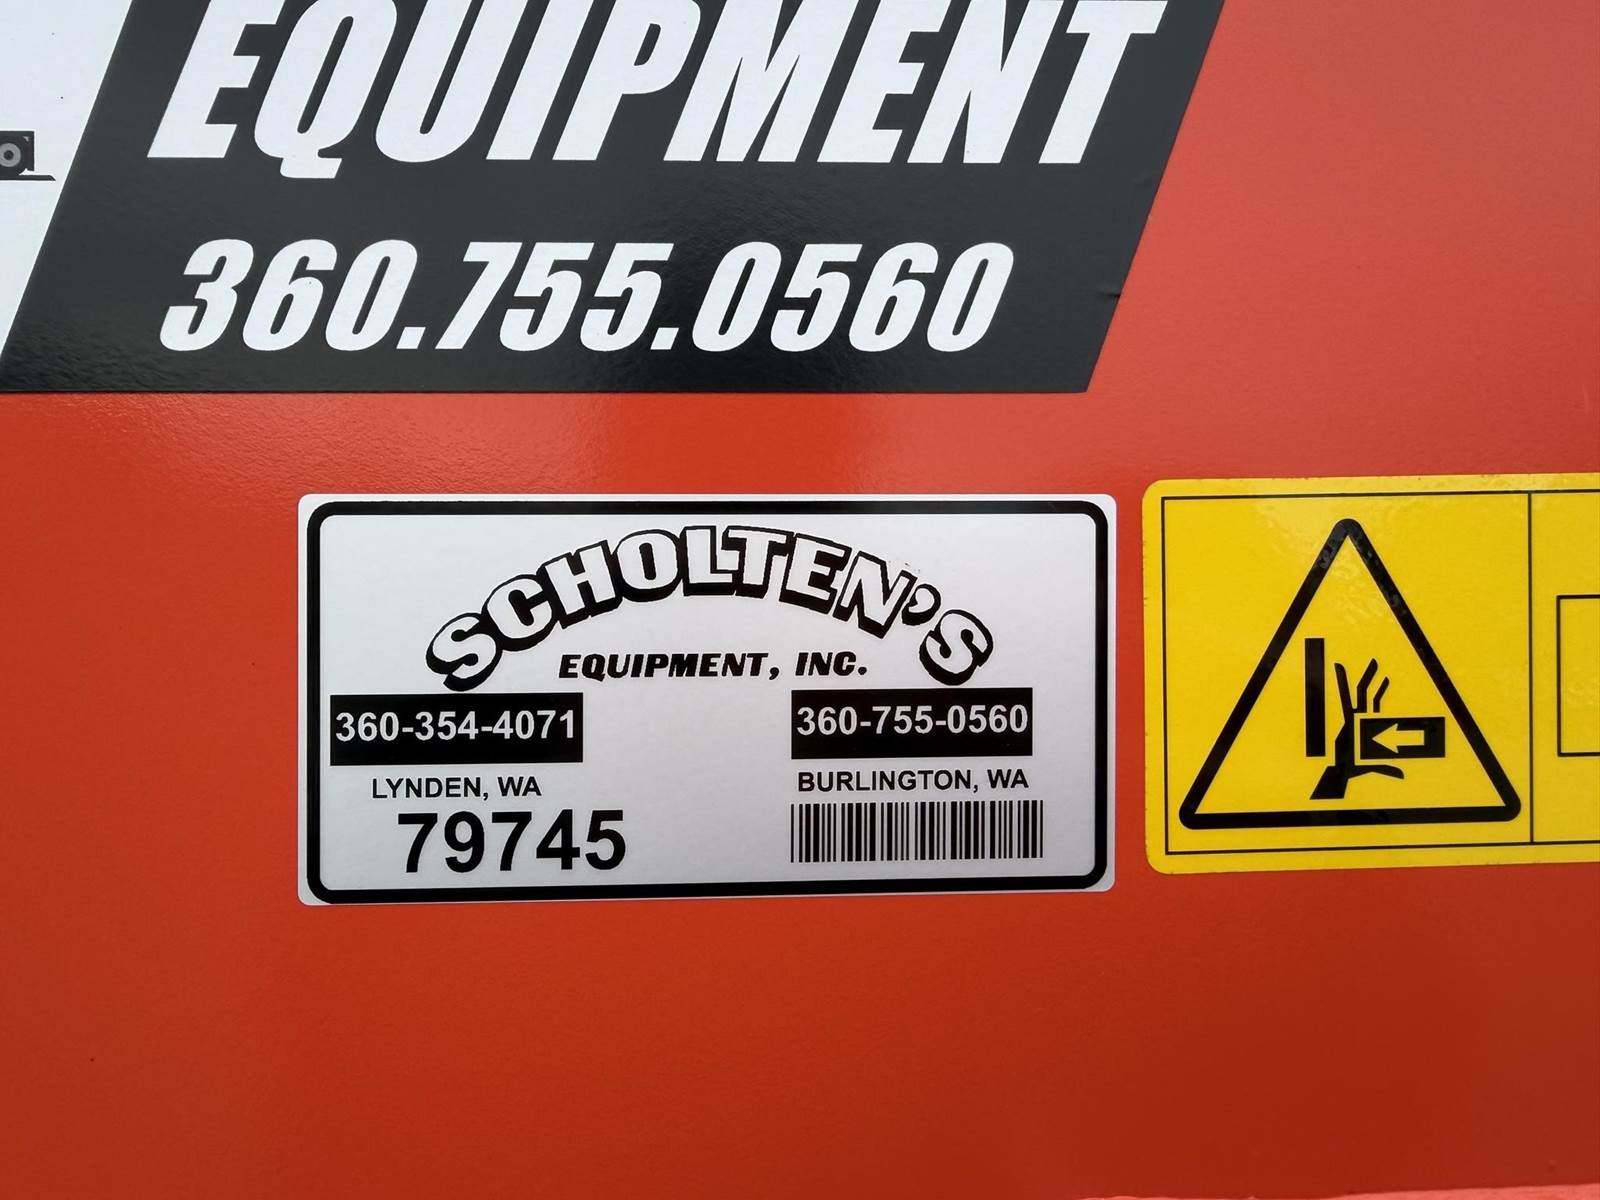 EQUIPMENT
360.755.0560
SCHOLTEN'S
EQUIPMENT, INC.
360-354-4071 360-755-0560
LYNDEN, WA BURLINGTON, WA
79745